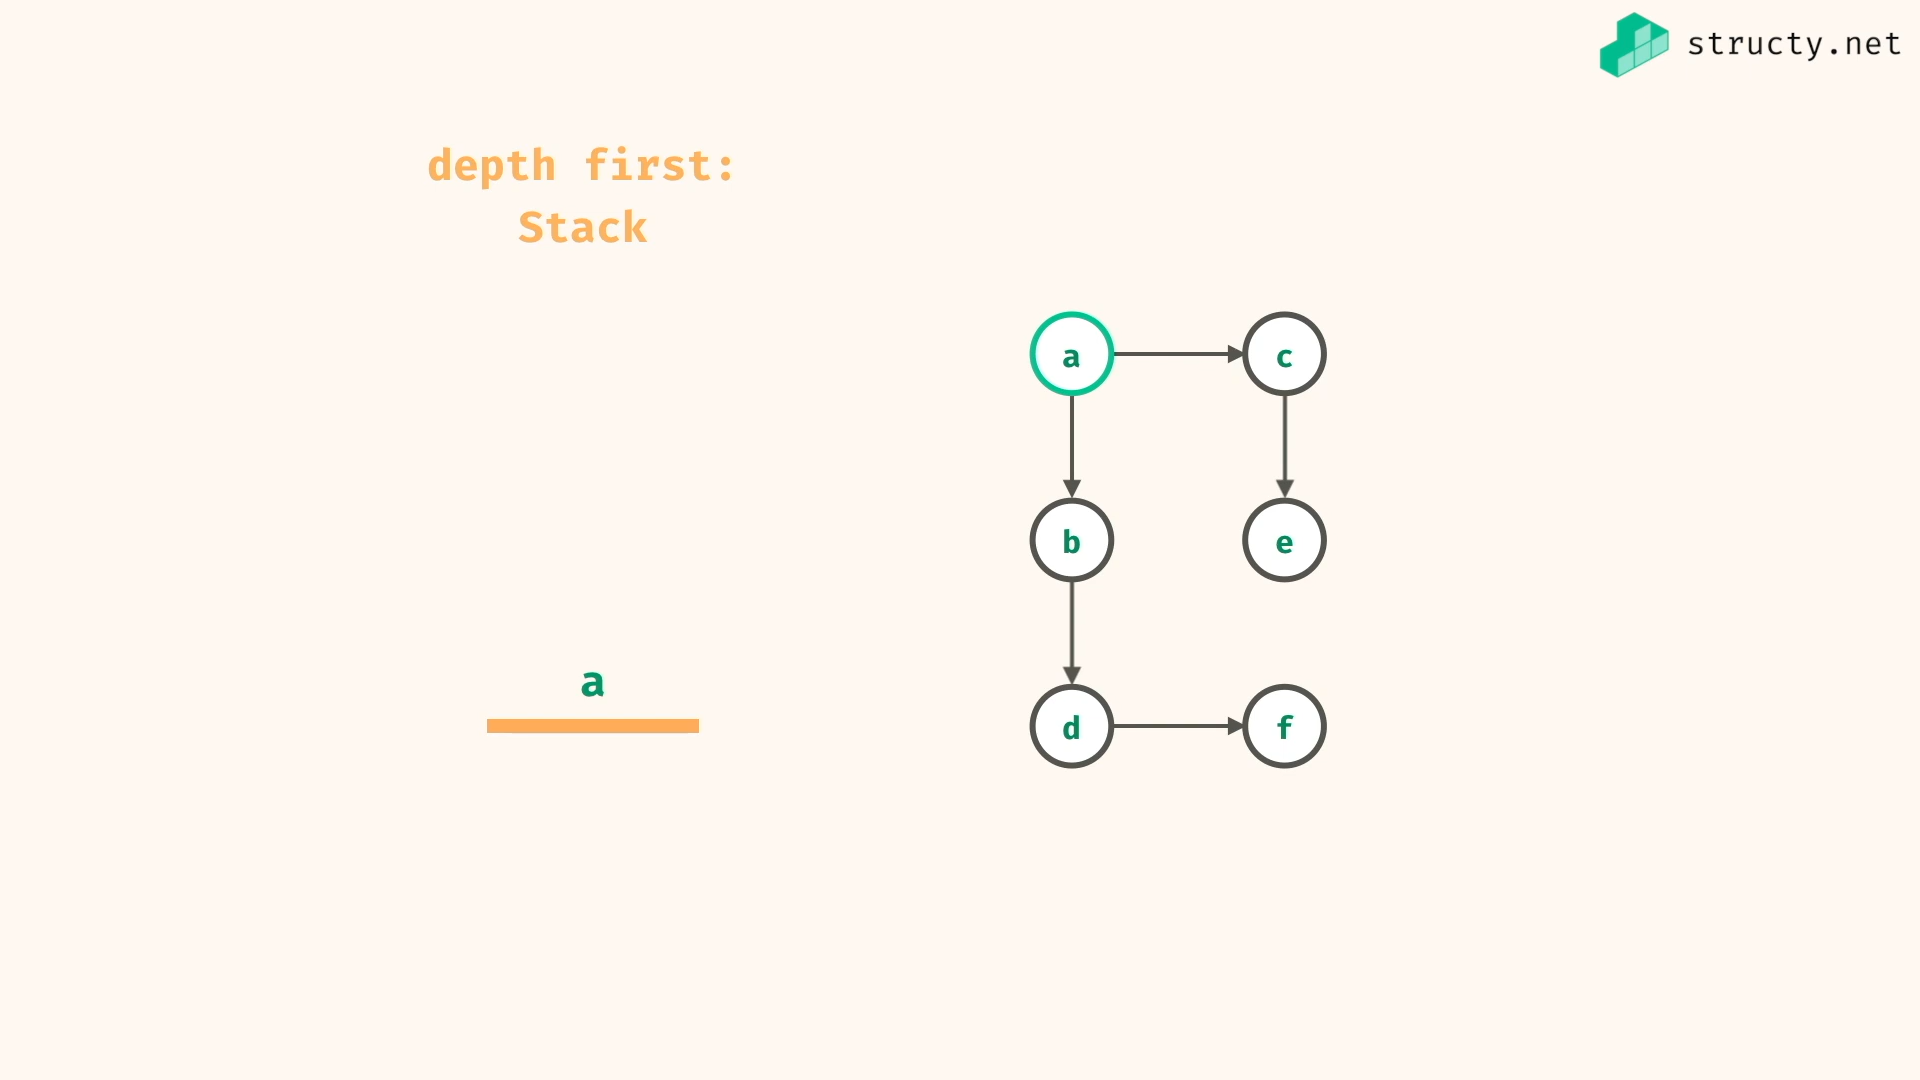 structy.net
depth first:
Stack
a
c
b
e
a
d
f